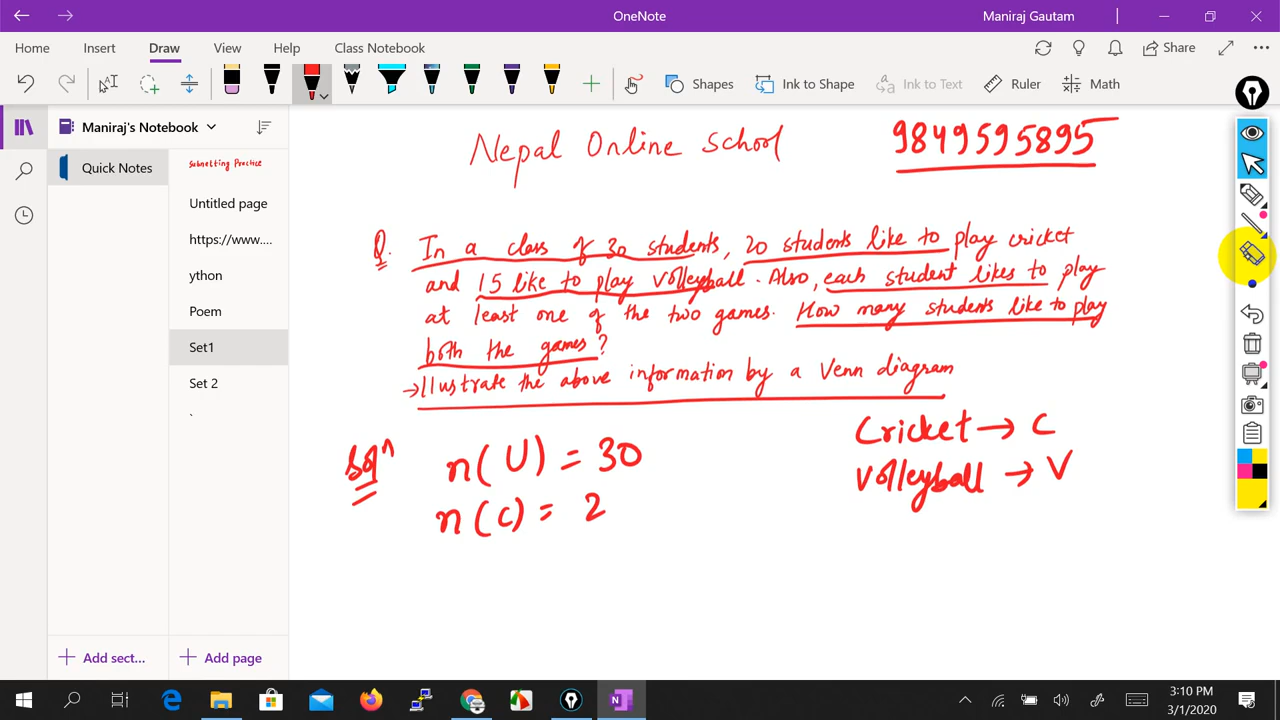 OneNote
Maniraj Gautam
Home Insert Draw View Help Class Notebook
Share
Shapes Ink to Shape Ink to Text Ruler Math
Maniraj's Notebook
Quick Notes
Subnetting Practice
Untitled page
https://www....
ython
Poem
Set1
Set 2
`
Add sect...
Add page
Nepal Online School
9849595895
Q. In a class of 30 students, 20 students like to play cricket
and 15 like to play volleyball. Also, each student likes to play
at least one of the two games. How many students like to play
both the games?
→ Illustrate the above information by a Venn diagram
Solⁿ
n(U) = 30
n(C) = 2
Cricket → C
Volleyball → V
3:10 PM
3/1/2020